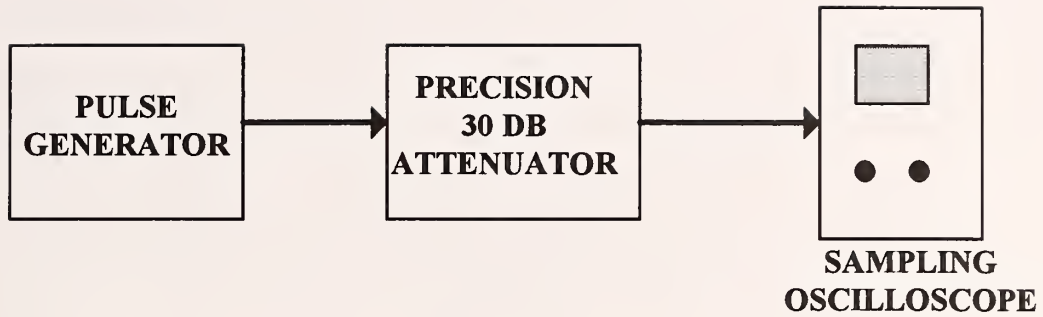 PULSE
GENERATOR
PRECISION
30 DB
ATTENUATOR
SAMPLING
OSCILLOSCOPE